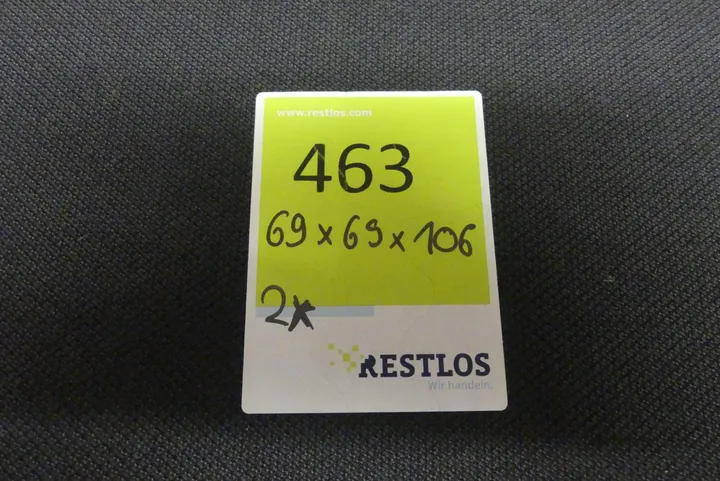 www.restlos.com
463
69 x 69 x 106
2x
RESTLOS
Wir handeln.